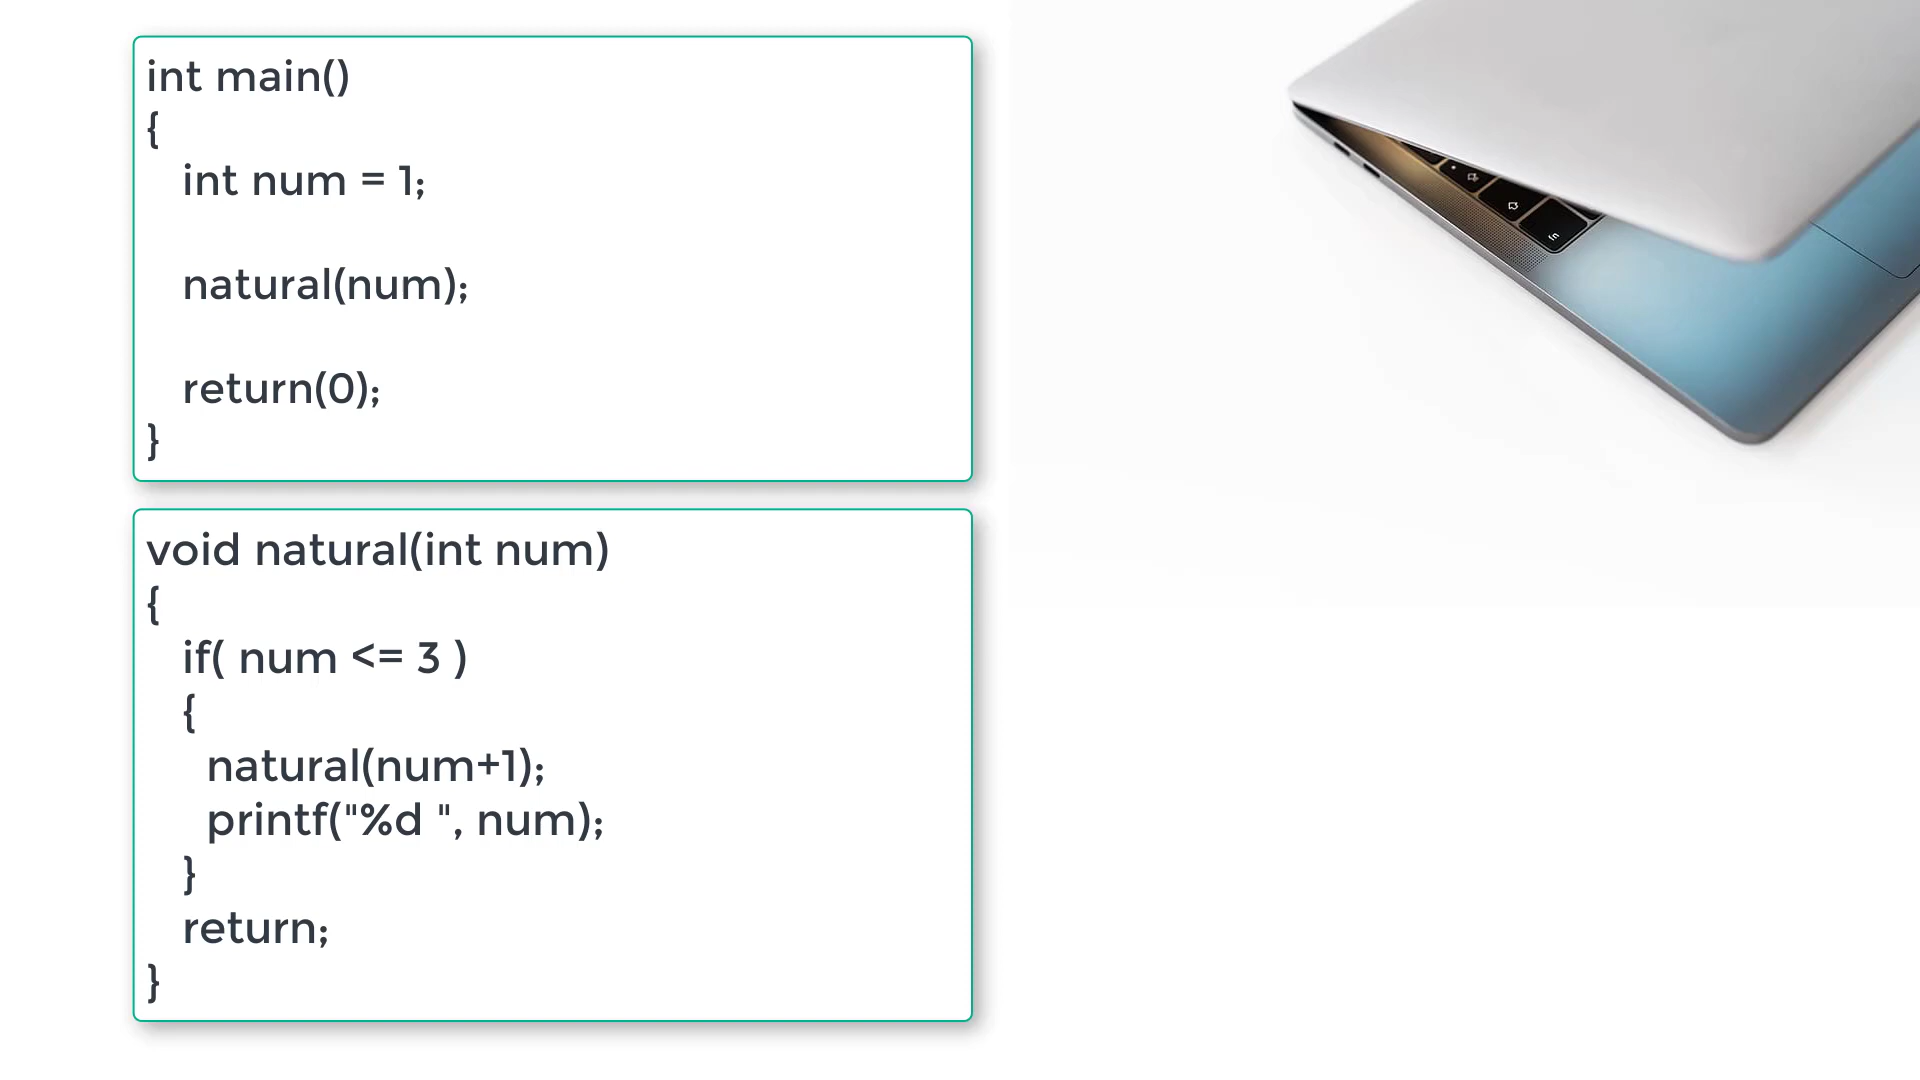 int main()
{
int num = 1;
natural(num);
return(0);
}
void natural(int num)
{
if( num <= 3 )
{
natural(num+1);
printf("%d ", num);
}
return;
}
fn